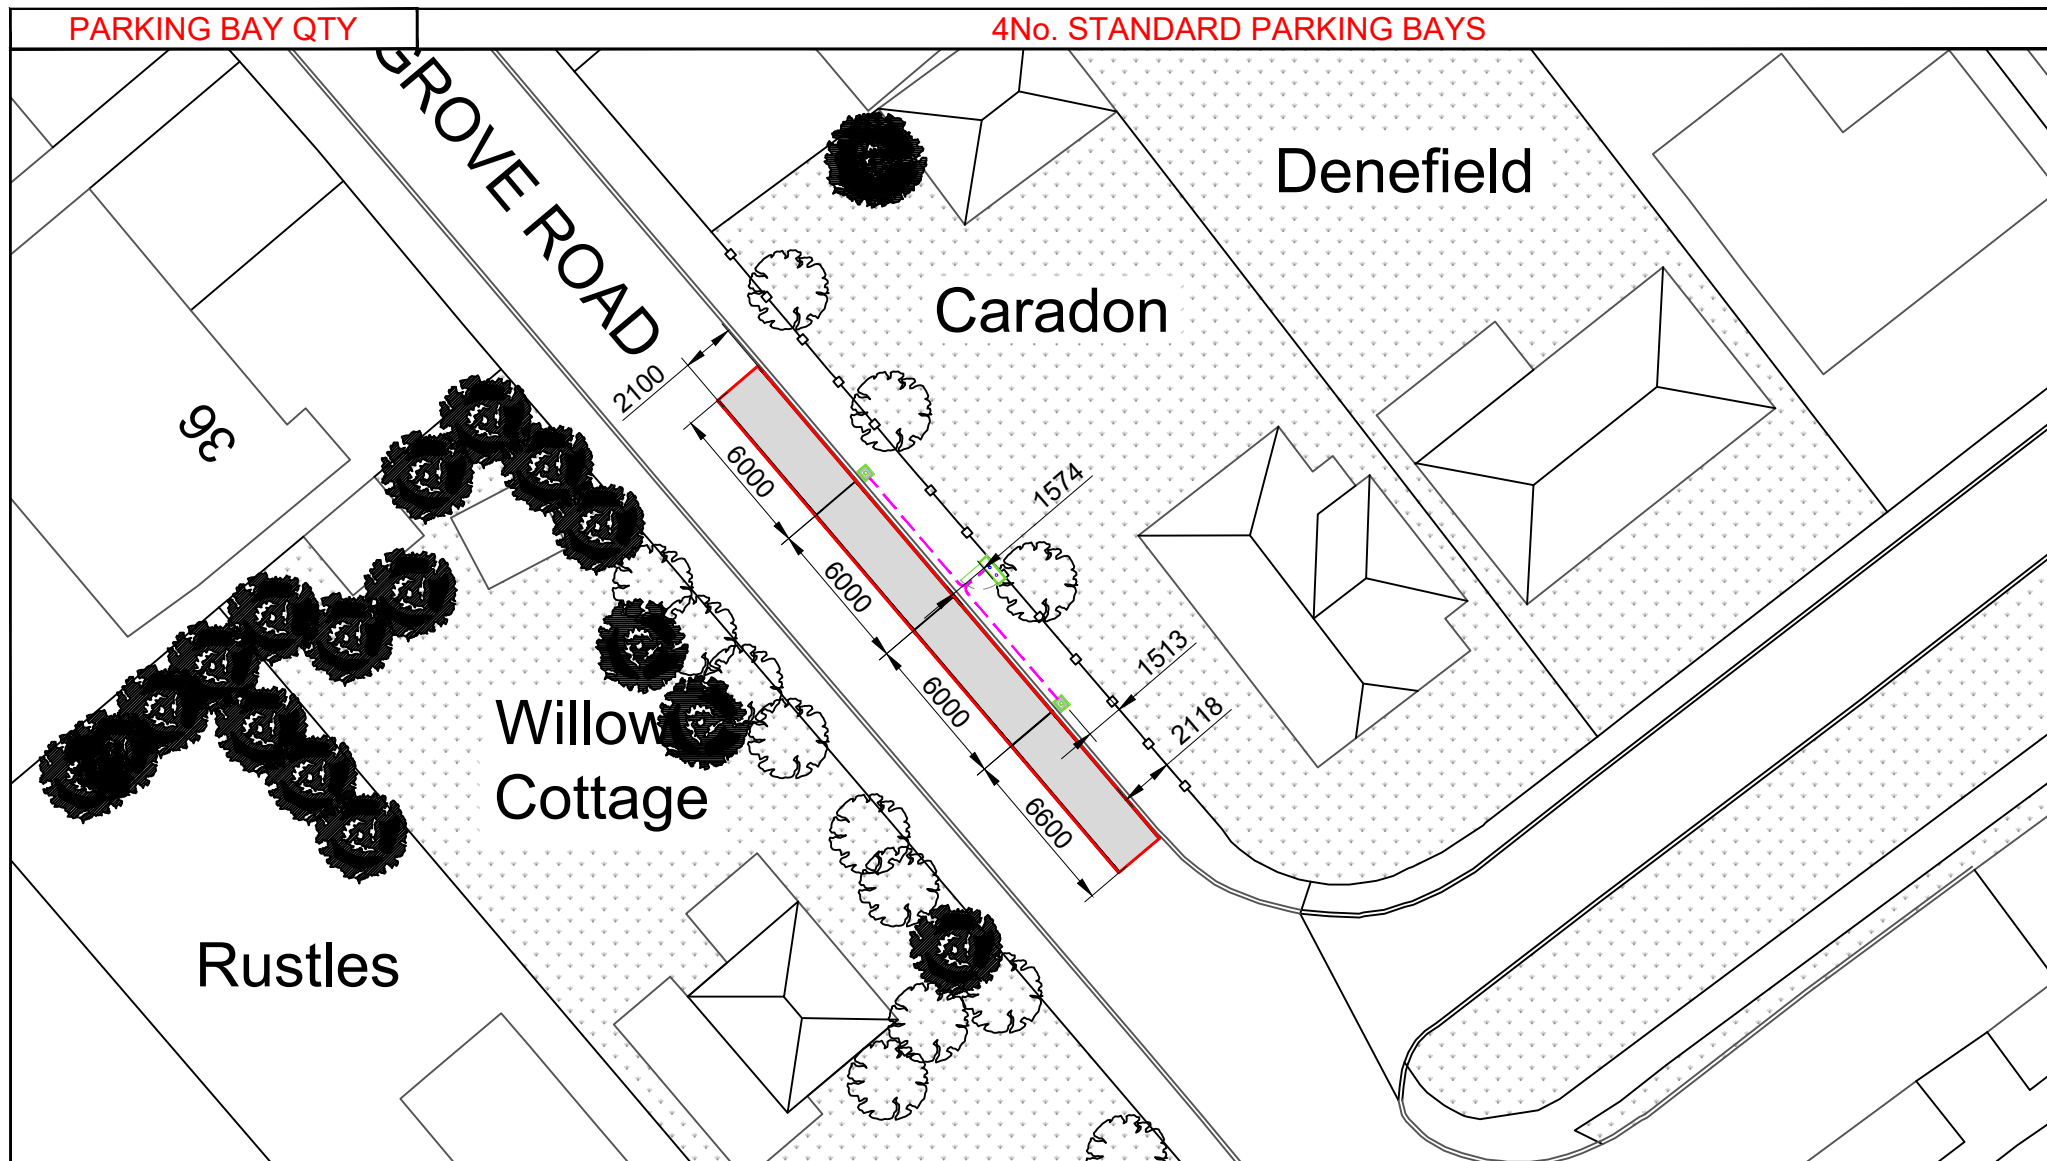 PARKING BAY QTY
4No. STANDARD PARKING BAYS
GROVE ROAD
Denefield
Caradon
2100
36
6000
1574
6000
1513
6000
2118
Willow
Cottage
6600
Rustles